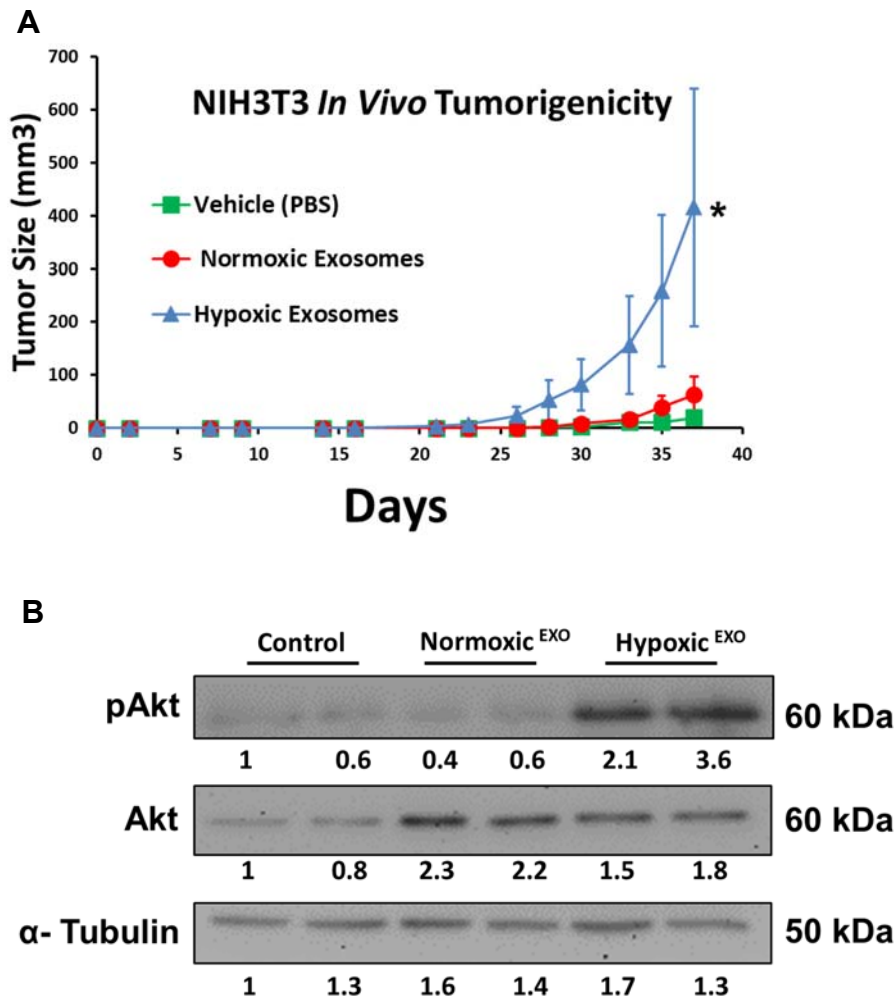 A
NIH3T3 In Vivo Tumorigenicity
Tumor Size (mm3)
700
600
500
400
300
200
100
0
Vehicle (PBS)
Normoxic Exosomes
Hypoxic Exosomes
*
0 5 10 15 20 25 30 35 40
Days
B
Control Normoxic EXO Hypoxic EXO
pAkt 60 kDa
1 0.6 0.4 0.6 2.1 3.6
Akt 60 kDa
1 0.8 2.3 2.2 1.5 1.8
α- Tubulin 50 kDa
1 1.3 1.6 1.4 1.7 1.3